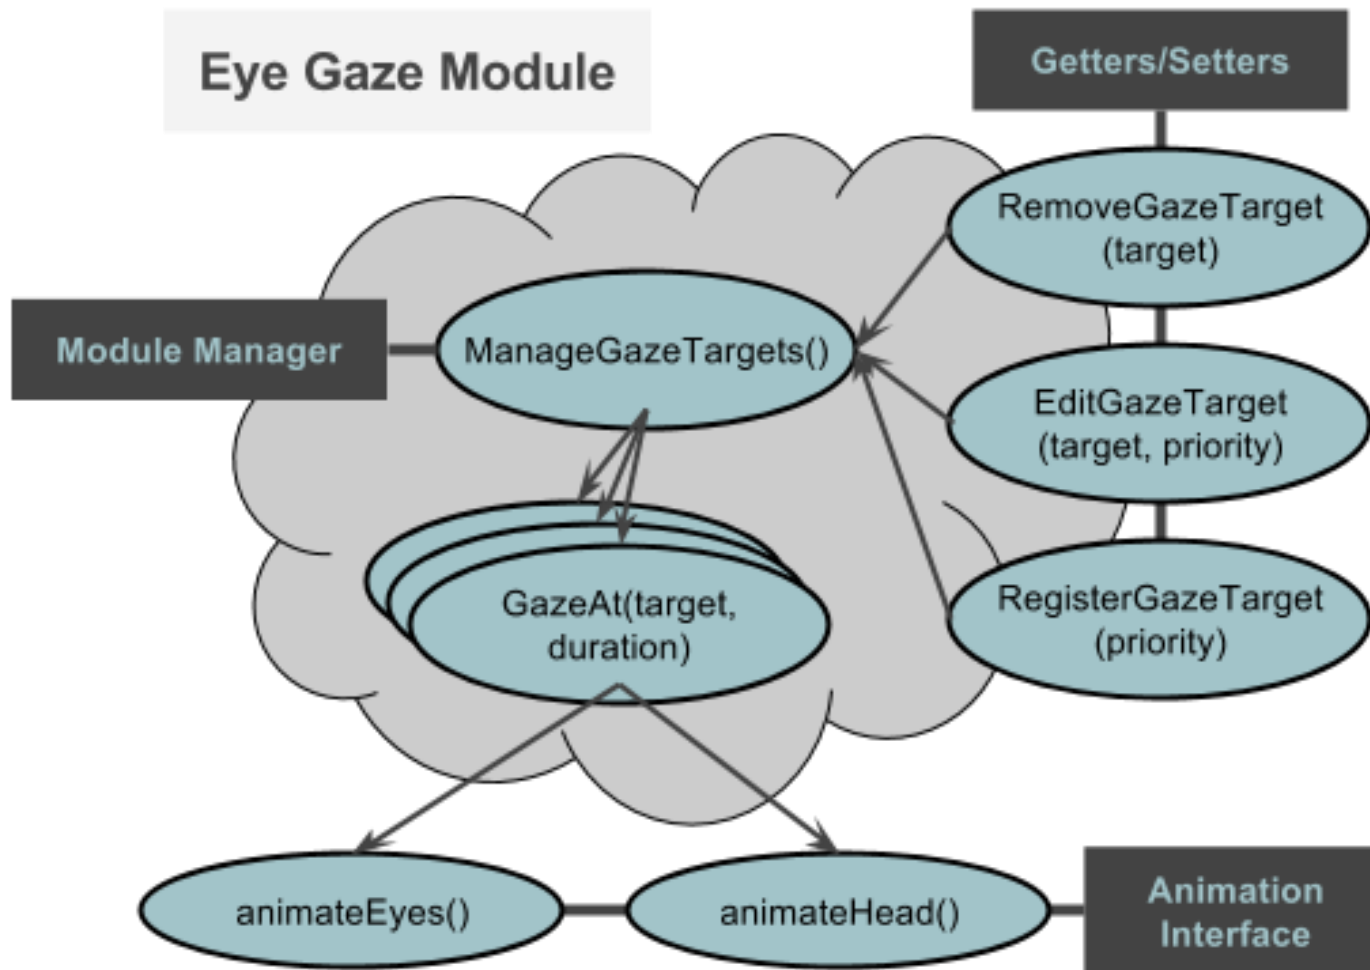 Eye Gaze Module
Getters/Setters
RemoveGazeTarget
(target)
Module Manager
ManageGazeTargets()
EditGazeTarget
(target, priority)
GazeAt(target,
duration)
RegisterGazeTarget
(priority)
animateEyes()
animateHead()
Animation
Interface